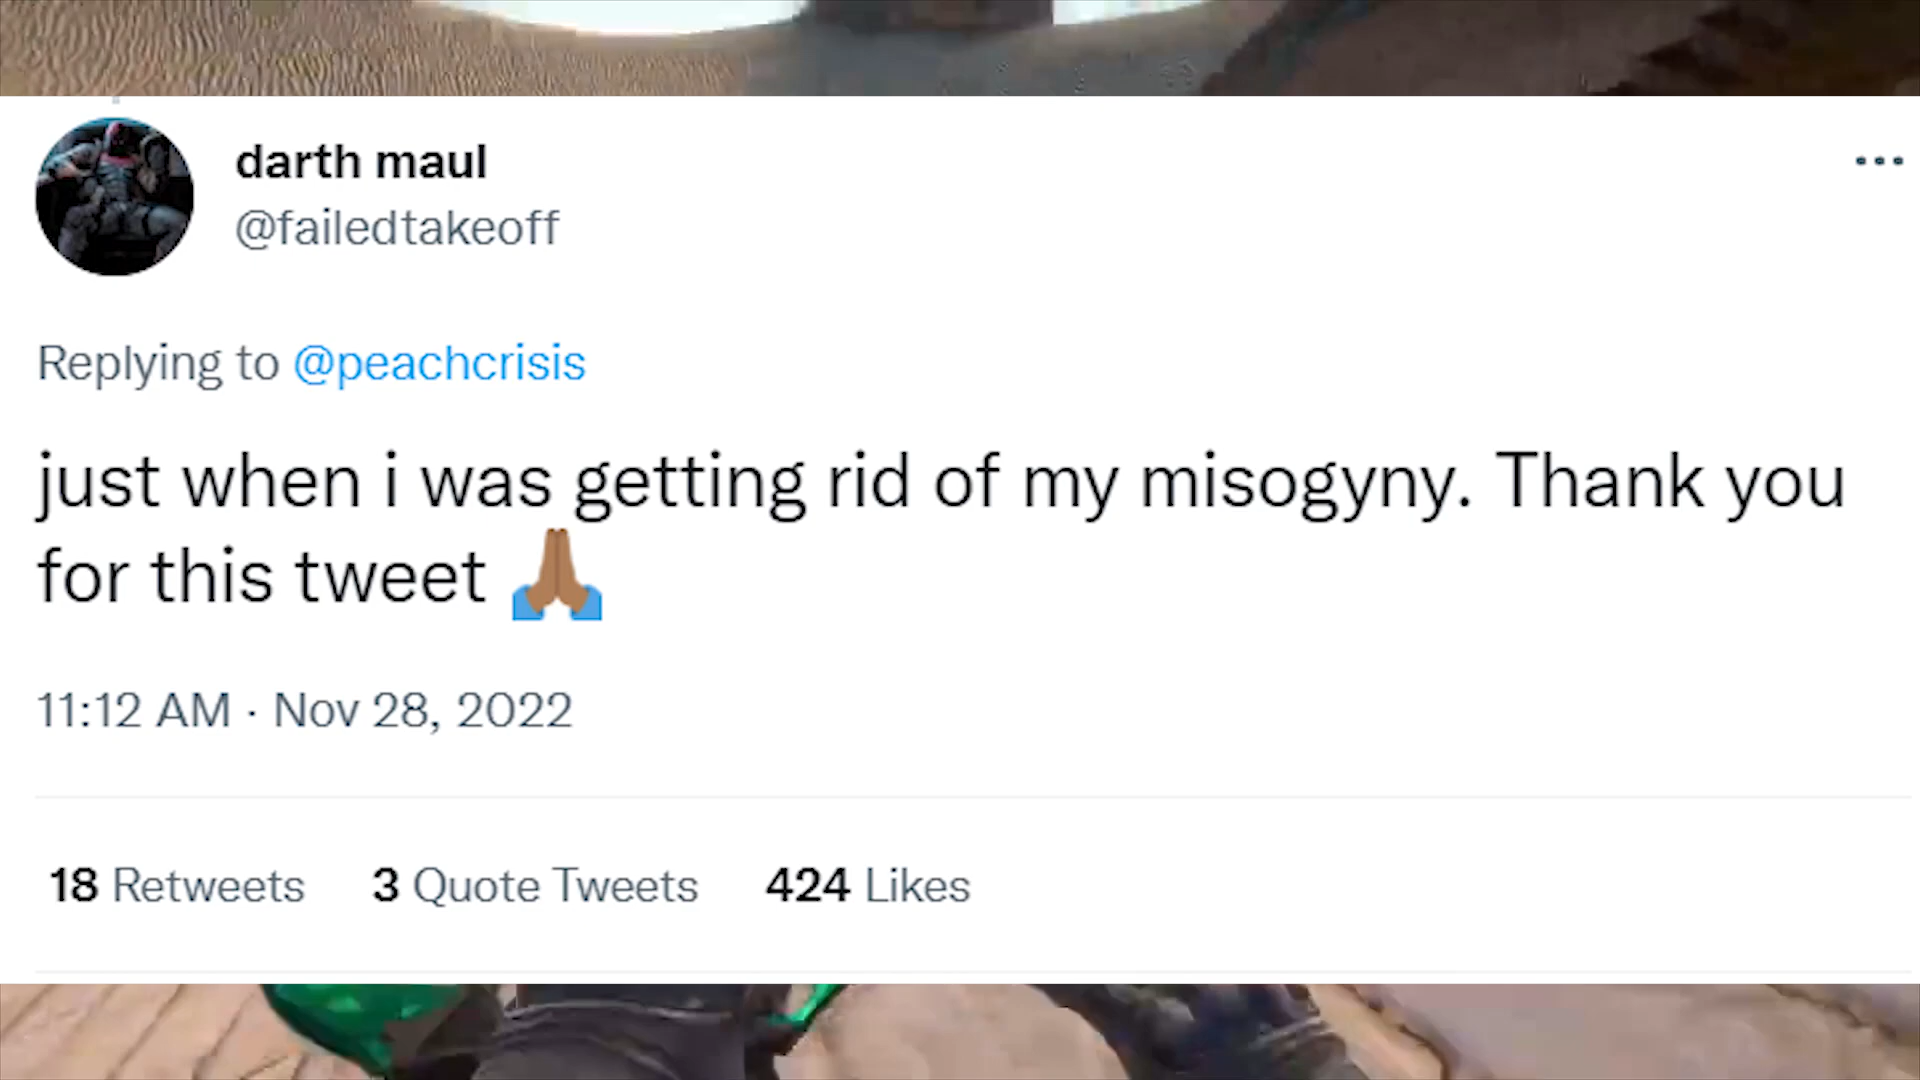 darth maul
@failedtakeoff
Replying to @peachcrisis
just when i was getting rid of my misogyny. Thank you
for this tweet 🙏🏾
11:12 AM · Nov 28, 2022
18 Retweets 3 Quote Tweets 424 Likes